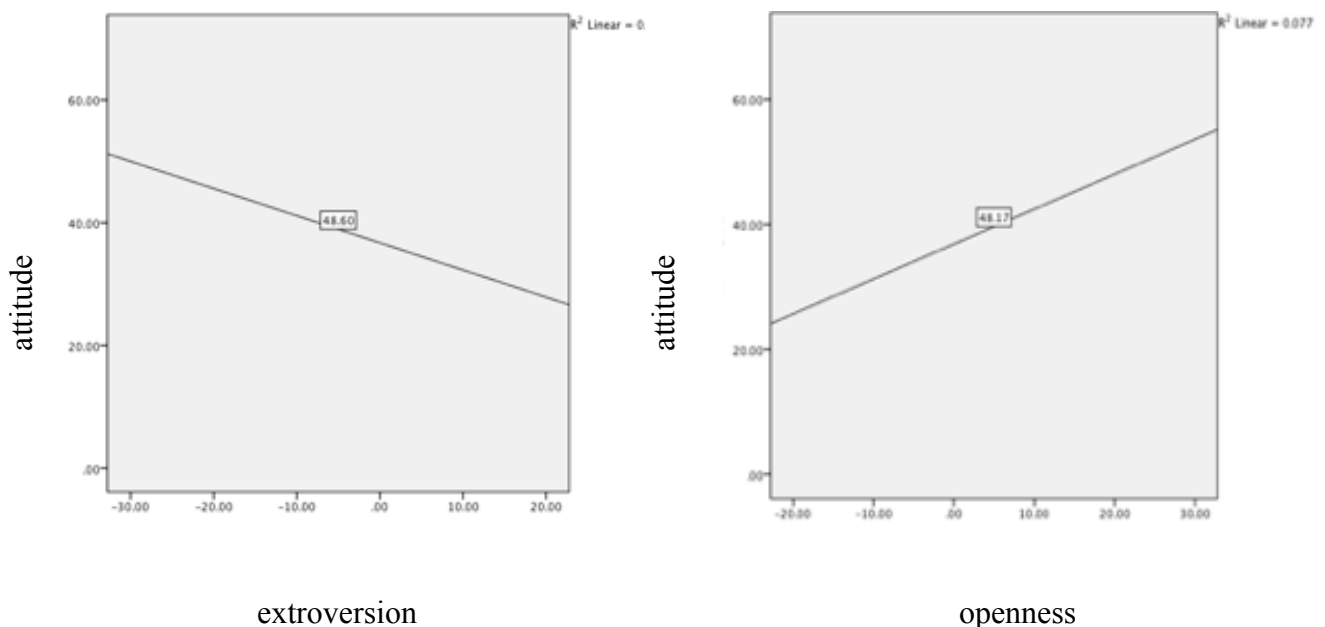 R² Linear = 0.
60.00
48.60
40.00
20.00
.00
-30.00 -20.00 -10.00 .00 10.00 20.00
attitude
extroversion
R² Linear = 0.077
60.00
48.17
40.00
20.00
.00
-20.00 -10.00 .00 10.00 20.00 30.00
attitude
openness